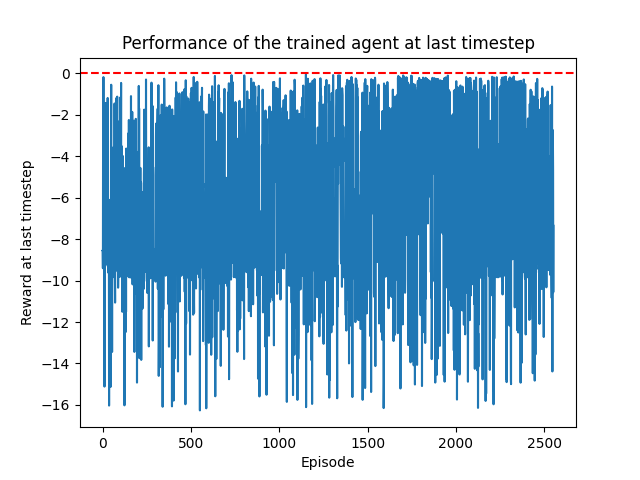 Performance of the trained agent at last timestep
0
−2
−4
−6
−8
−10
−12
−14
−16
Reward at last timestep
0 500 1000 1500 2000 2500
Episode